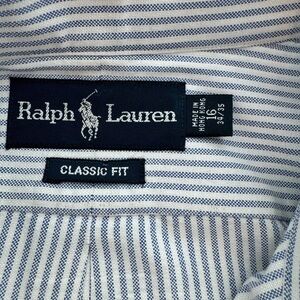 Ralph Lauren
MADE IN
HONG KONG
16
34/35
CLASSIC FIT